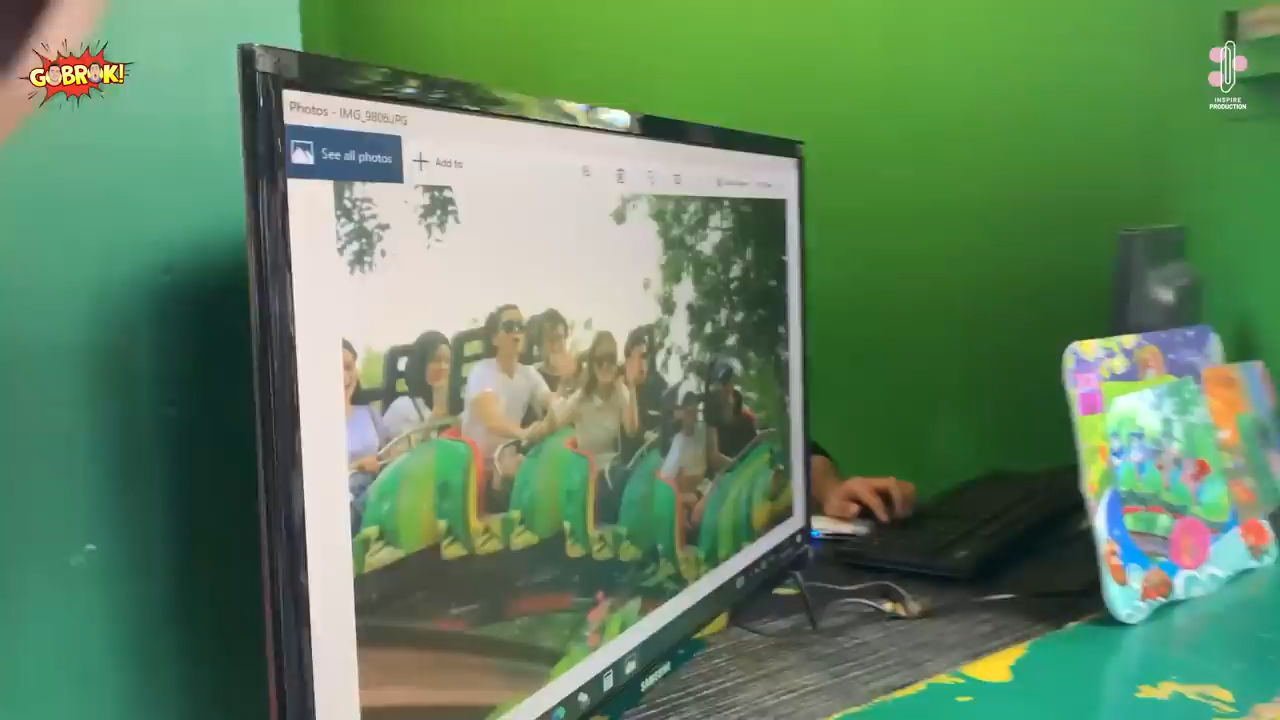 GOBROK!
INSPIRE
PRODUCTION
Photos - IMG_9806.JPG
See all photos
Add to
SAMSUNG